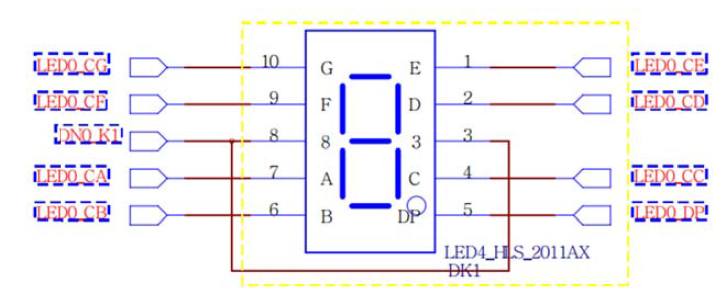 LED0_CG 10 G E 1 LED0_CE
LED0_CF 9 F D 2 LED0_CD
DN0_K1 8 8 3 3
LED0_CA 7 A C 4 LED0_CC
LED0_CB 6 B DP 5 LED0_DP
LED4_HLS_2011AX
DK1